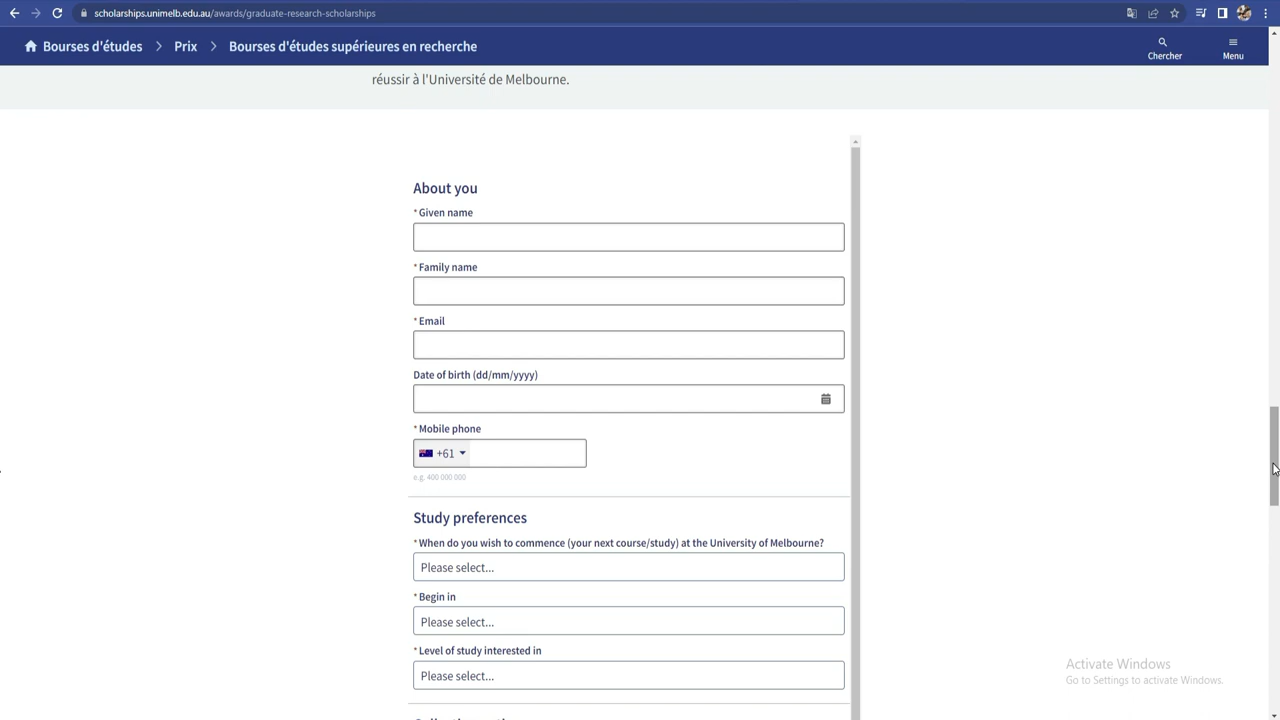 scholarships.unimelb.edu.au/awards/graduate-research-scholarships
Bourses d'études > Prix > Bourses d'études supérieures en recherche
Chercher
Menu
réussir à l'Université de Melbourne.
About you
* Given name
* Family name
* Email
Date of birth (dd/mm/yyyy)
* Mobile phone
+61
e.g. 400 000 000
Study preferences
* When do you wish to commence (your next course/study) at the University of Melbourne?
Please select...
* Begin in
Please select...
* Level of study interested in
Please select...
Activate Windows
Go to Settings to activate Windows.